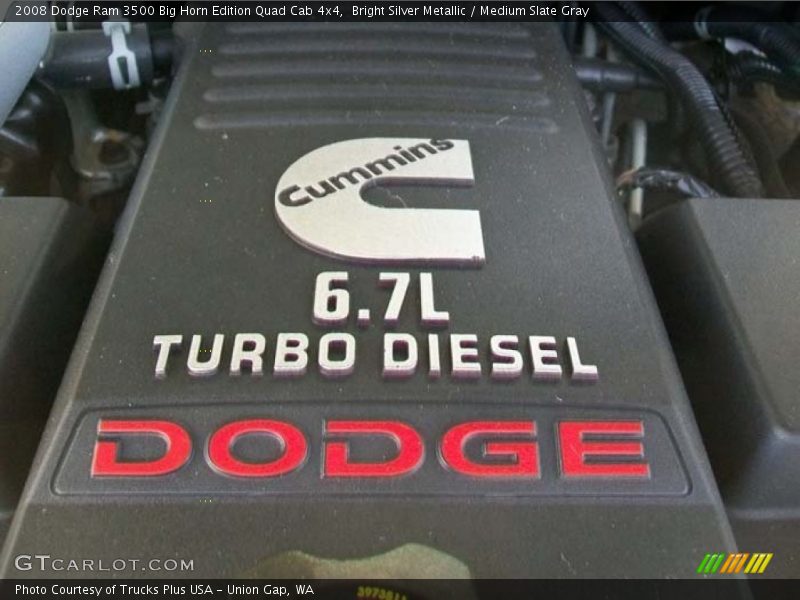 2008 Dodge Ram 3500 Big Horn Edition Quad Cab 4x4,  Bright Silver Metallic / Medium Slate Gray
Cummins
6.7L
TURBO DIESEL
DODGE
GTCARLOT.COM
Photo Courtesy of Trucks Plus USA - Union Gap, WA